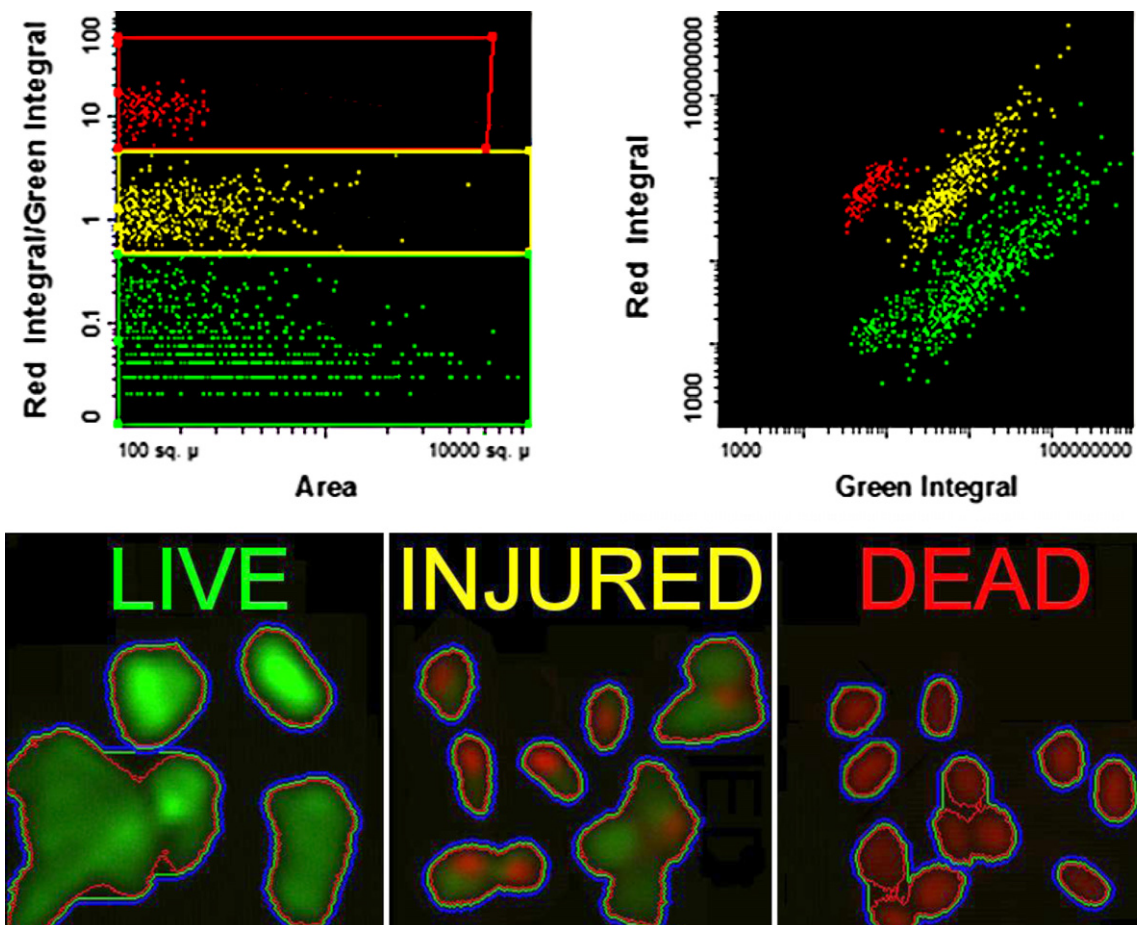 Red Integral/Green Integral
100
10
1
0.1
0
100 sq. µ
10000 sq. µ
Area
Red Integral
1000000000
1000
1000
100000000
Green Integral
LIVE
INJURED
DEAD